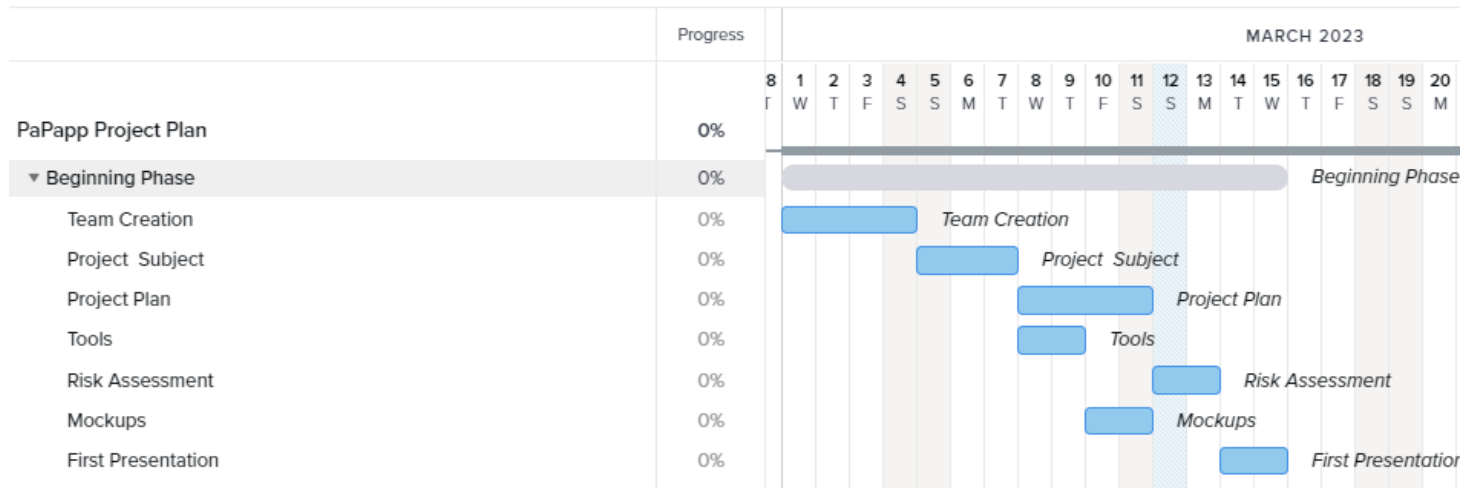 Progress
MARCH 2023
8 1 2 3 4 5 6 7 8 9 10 11 12 13 14 15 16 17 18 19 20
T W T F S S M T W T F S S M T W T F S S M
PaPapp Project Plan 0%
Beginning Phase 0% Beginning Phase
Team Creation 0% Team Creation
Project Subject 0% Project Subject
Project Plan 0% Project Plan
Tools 0% Tools
Risk Assessment 0% Risk Assessment
Mockups 0% Mockups
First Presentation 0% First Presentation